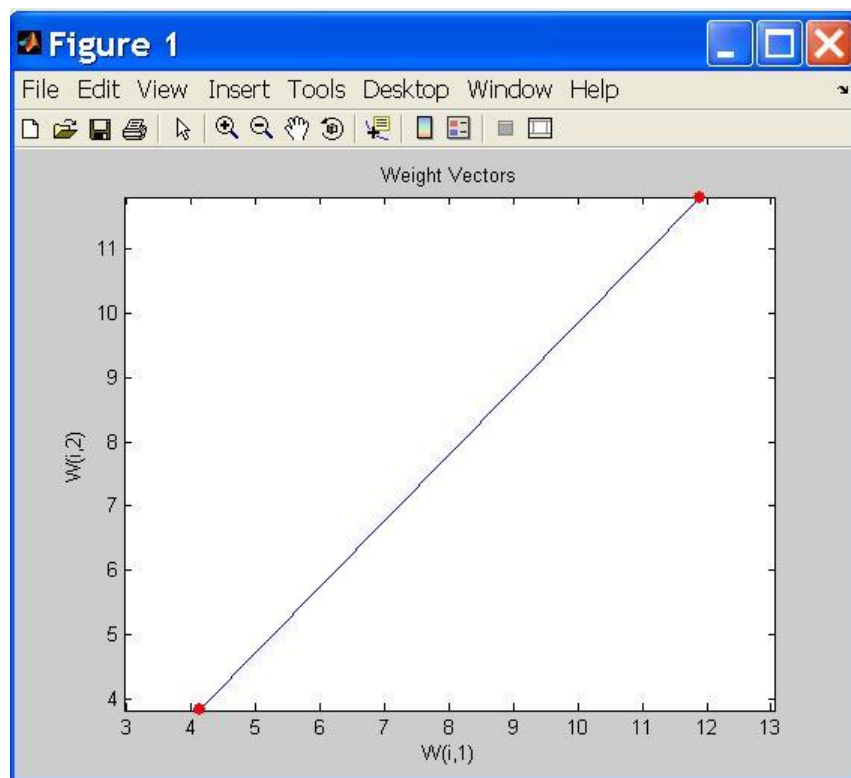 Figure 1
File Edit View Insert Tools Desktop Window Help
Weight Vectors
11
10
9
8
7
6
5
4
W(i,2)
3 4 5 6 7 8 9 10 11 12 13
W(i,1)